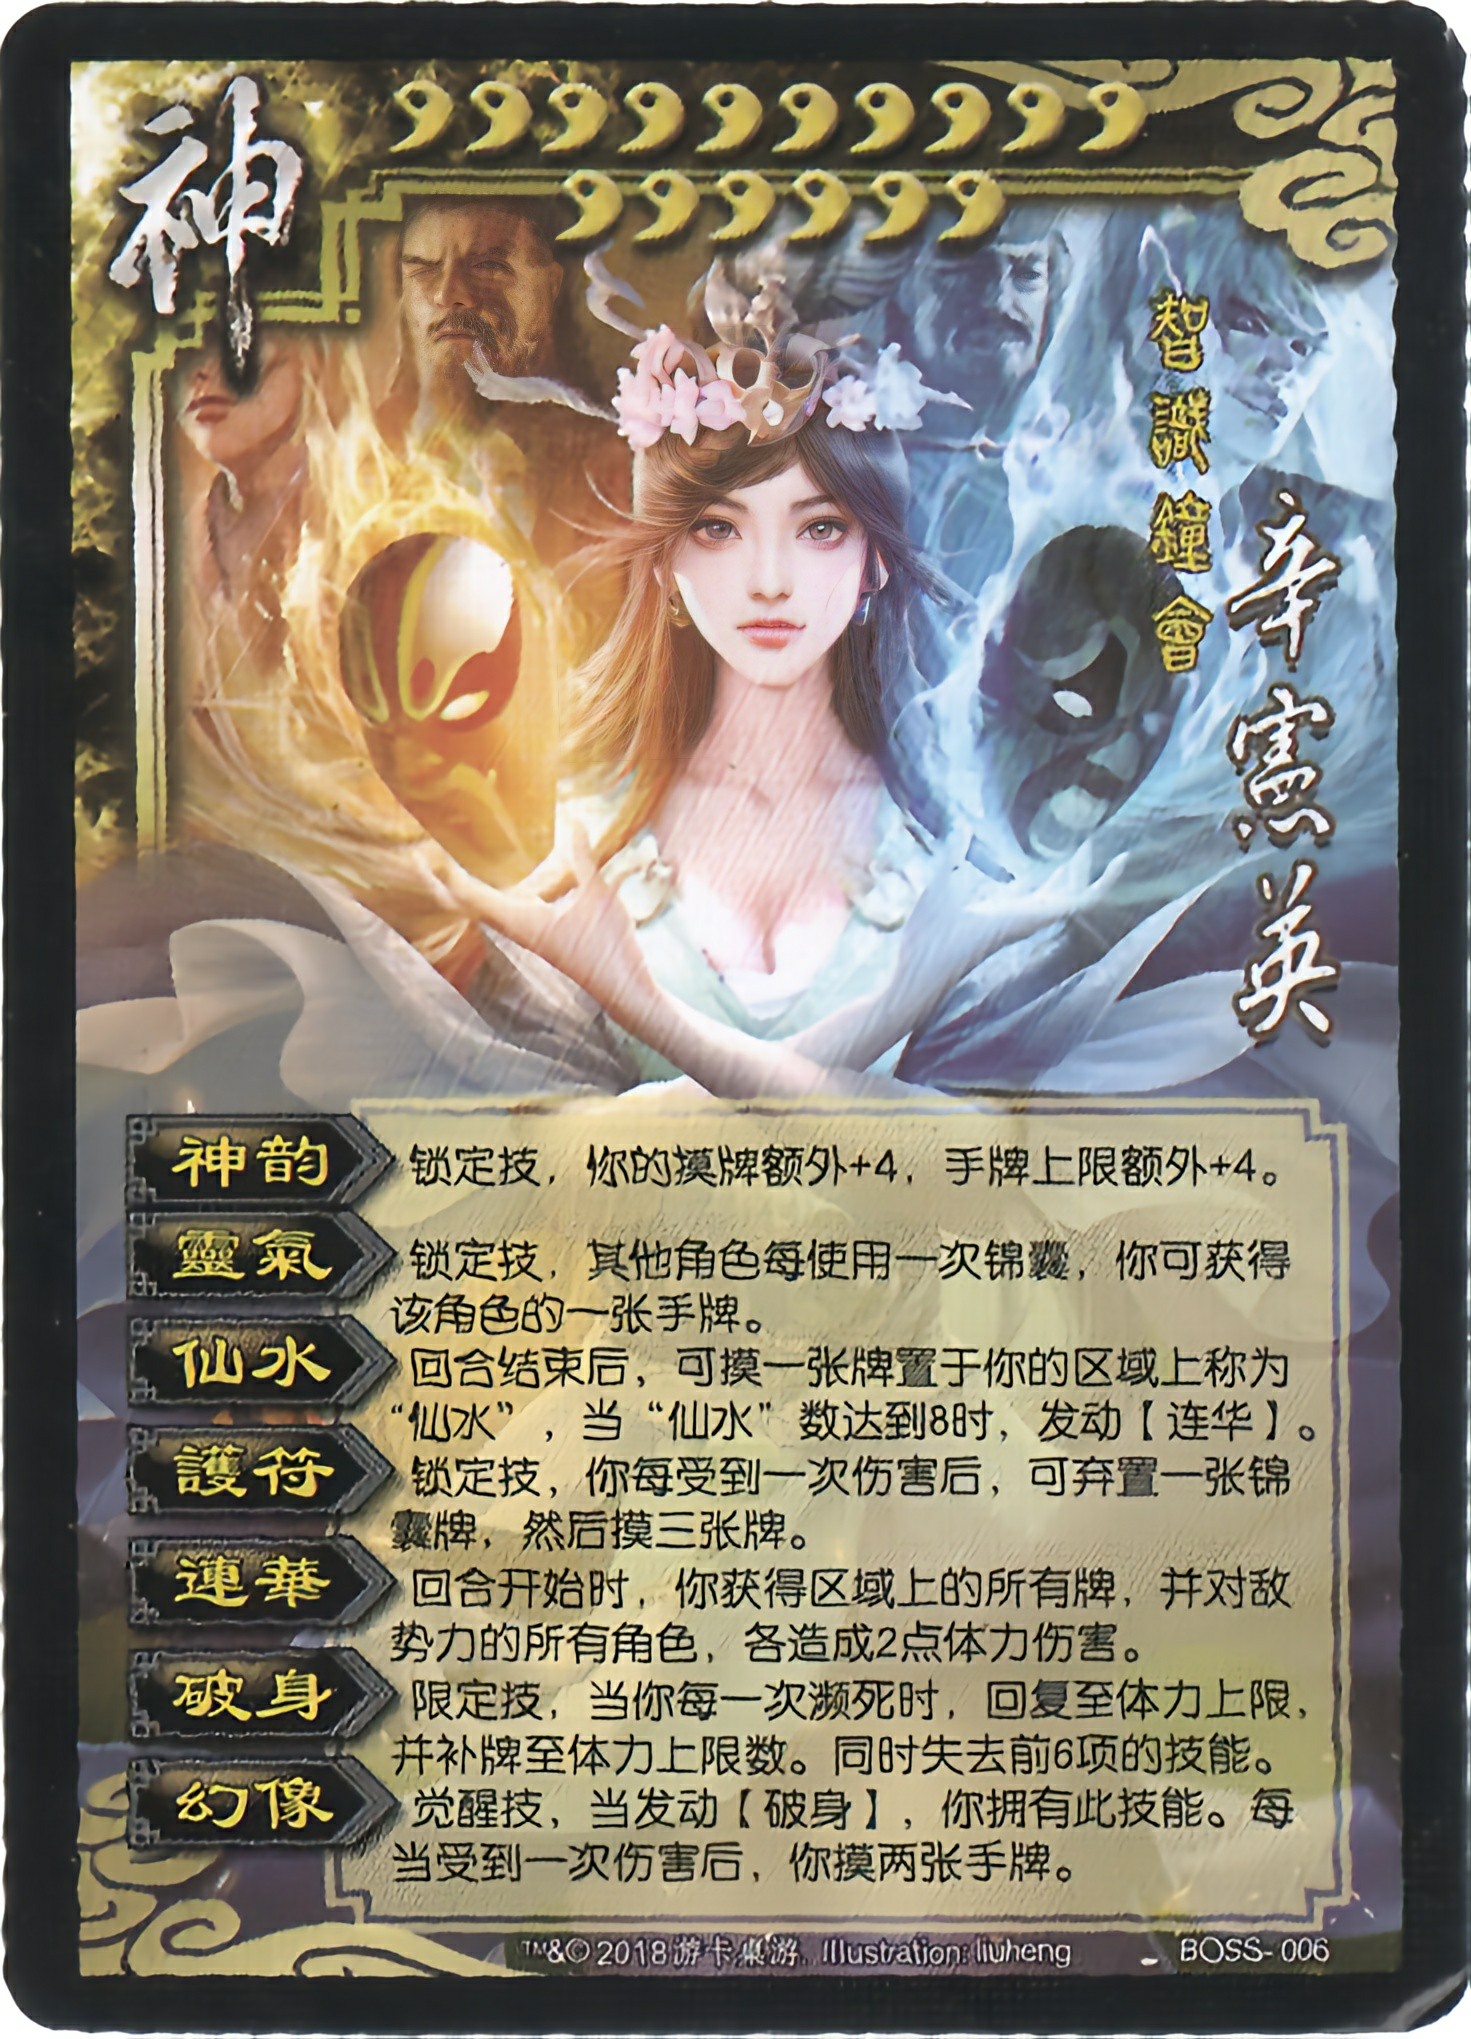 神
智識鐘會
辛憲英
神韵
锁定技，你的摸牌额外+4，手牌上限额外+4。
靈氣
锁定技，其他角色每使用一次锦囊，你可获得
该角色的一张手牌。
仙水
回合结束后，可摸一张牌置于你的区域上称为
“仙水”，当“仙水”数达到8时，发动【连华】。
護符
锁定技，你每受到一次伤害后，可弃置一张锦
囊牌，然后摸三张牌。
連華
回合开始时，你获得区域上的所有牌，并对敌
势力的所有角色，各造成2点体力伤害。
破身
限定技，当你每一次濒死时，回复至体力上限，
并补牌至体力上限数。同时失去前6项的技能。
幻像
觉醒技，当发动【破身】，你拥有此技能。每
当受到一次伤害后，你摸两张手牌。
™&© 2018游卡桌游. Illustration: liuheng
BOSS-006